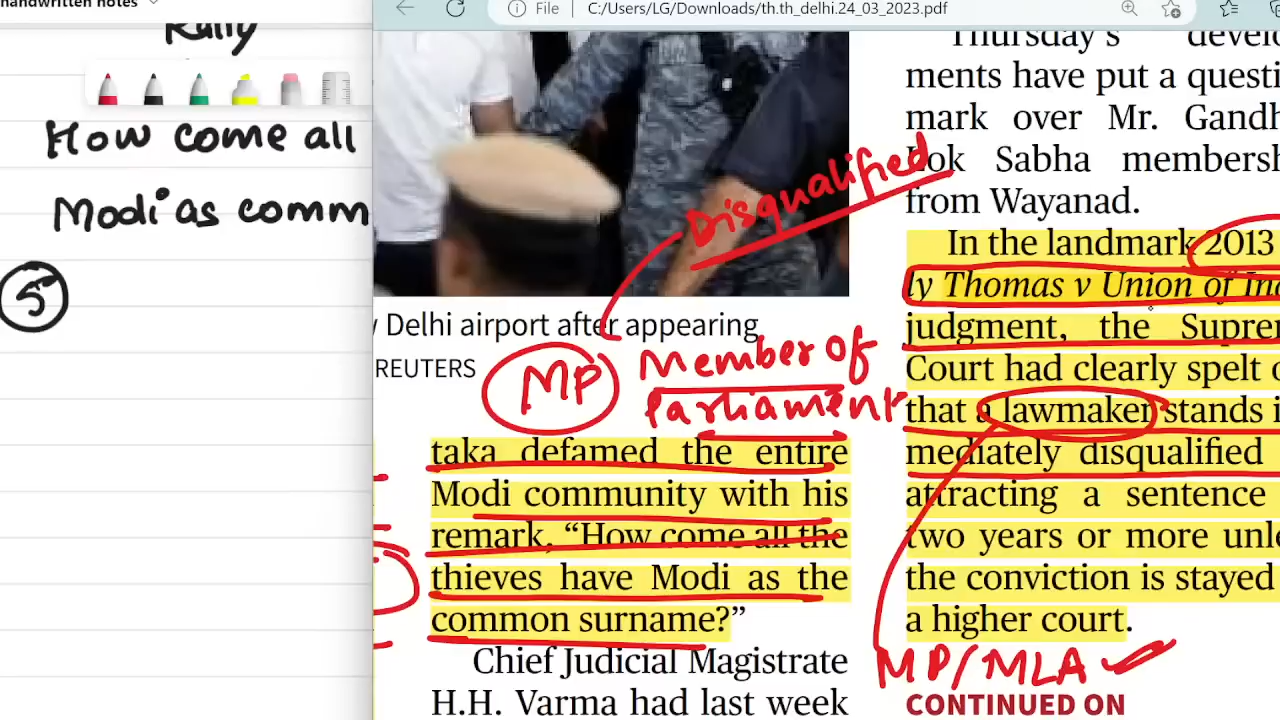 handwritten notes
Rally
How come all
Modi as comm
5
File
C:/Users/LG/Downloads/th.th_delhi.24_03_2023.pdf
Disqualified
Delhi airport after appearing
REUTERS
MP
Member of
Parliament
taka defamed the entire
Modi community with his
remark, “How come all the
thieves have Modi as the
common surname?”
Chief Judicial Magistrate
H.H. Varma had last week
Thursday’s develo
ments have put a questi
mark over Mr. Gandh
Lok Sabha membersh
from Wayanad.
In the landmark 2013
ly Thomas v Union of Ind
judgment, the Suprem
Court had clearly spelt o
that a lawmaker stands i
mediately disqualified
attracting a sentence
two years or more unle
the conviction is stayed
a higher court.
MP/MLA
CONTINUED ON